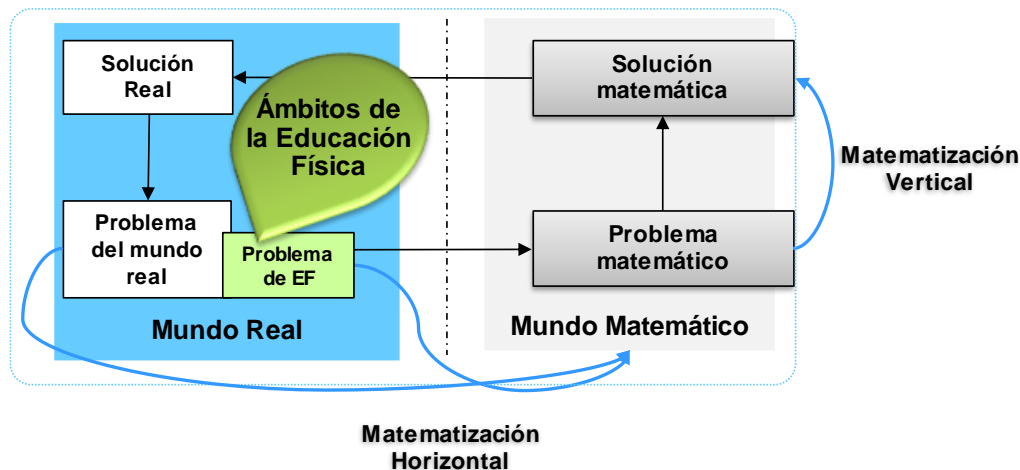 Solución
Real
Ámbitos de
la Educación
Física
Solución
matemática
Matematización
Vertical
Problema
del mundo
real
Problema
de EF
Problema
matemático
Mundo Real
Mundo Matemático
Matematización
Horizontal